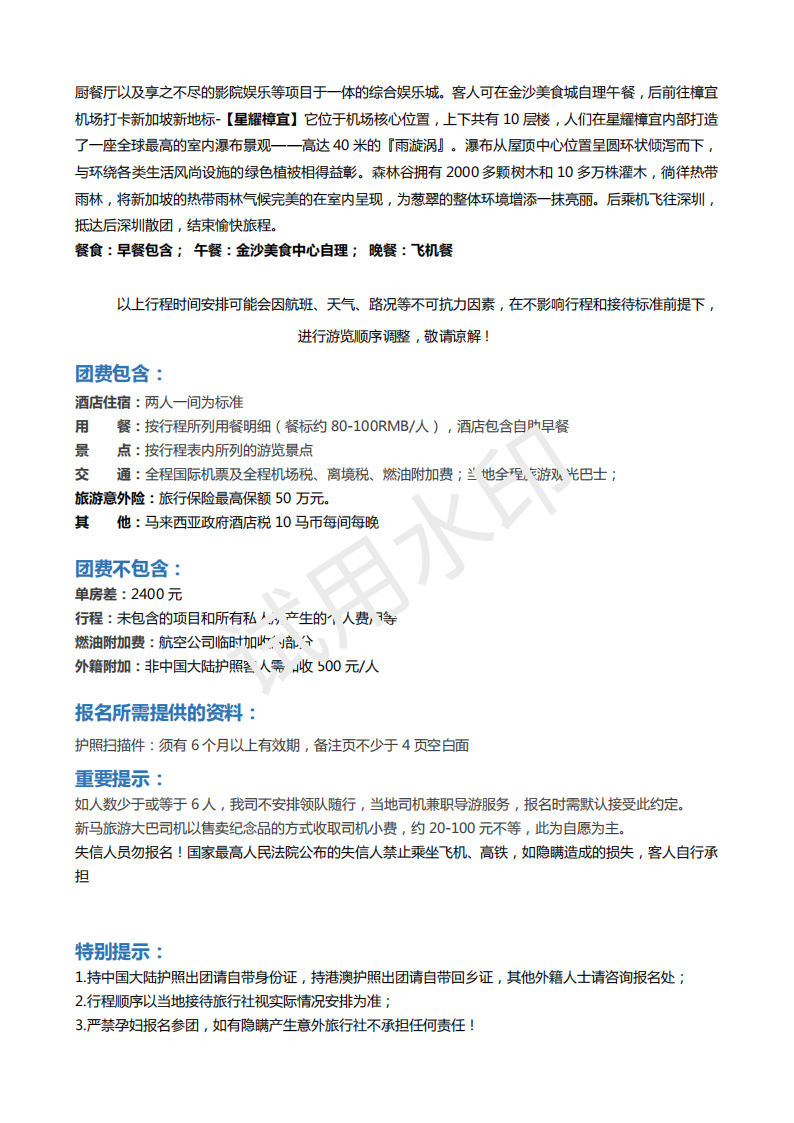 厨餐厅以及享之不尽的影院娱乐等项目于一体的综合娱乐城。客人可在金沙美食城自理午餐，后前往樟宜
机场打卡新加坡新地标-【星耀樟宜】它位于机场核心位置，上下共有 10 层楼，人们在星耀樟宜内部打造
了一座全球最高的室内瀑布景观——高达 40 米的『雨漩涡』。瀑布从屋顶中心位置呈圆环状倾泻而下，
与环绕各类生活风尚设施的绿色植被相得益彰。森林谷拥有 2000 多颗树木和 10 多万株灌木，徜徉热带
雨林，将新加坡的热带雨林气候完美的在室内呈现，为葱翠的整体环境增添一抹亮丽。后乘机飞往深圳，
抵达后深圳散团，结束愉快旅程。
餐食：早餐包含； 午餐：金沙美食中心自理； 晚餐：飞机餐
以上行程时间安排可能会因航班、天气、路况等不可抗力因素，在不影响行程和接待标准前提下，
进行游览顺序调整，敬请谅解！
团费包含：
酒店住宿：两人一间为标准
用　　餐：按行程所列用餐明细（餐标约 80-100RMB/人），酒店包含自助早餐
景　　点：按行程表内所列的游览景点
交　　通：全程国际机票及全程机场税、离境税、燃油附加费；当地全程旅游观光巴士；
旅游意外险：旅行保险最高保额 50 万元。
其　　他：马来西亚政府酒店税 10 马币每间每晚
团费不包含：
单房差：2400 元
行程：未包含的项目和所有私人所产生的个人费用等
燃油附加费：航空公司临时加收的部分
外籍附加：非中国大陆护照客人需加收 500 元/人
报名所需提供的资料：
护照扫描件：须有 6 个月以上有效期，备注页不少于 4 页空白面
重要提示：
如人数少于或等于 6 人，我司不安排领队随行，当地司机兼职导游服务，报名时需默认接受此约定。
新马旅游大巴司机以售卖纪念品的方式收取司机小费，约 20-100 元不等，此为自愿为主。
失信人员勿报名！国家最高人民法院公布的失信人禁止乘坐飞机、高铁，如隐瞒造成的损失，客人自行承
担
特别提示：
1.持中国大陆护照出团请自带身份证，持港澳护照出团请自带回乡证，其他外籍人士请咨询报名处；
2.行程顺序以当地接待旅行社视实际情况安排为准；
3.严禁孕妇报名参团，如有隐瞒产生意外旅行社不承担任何责任！
试用水印